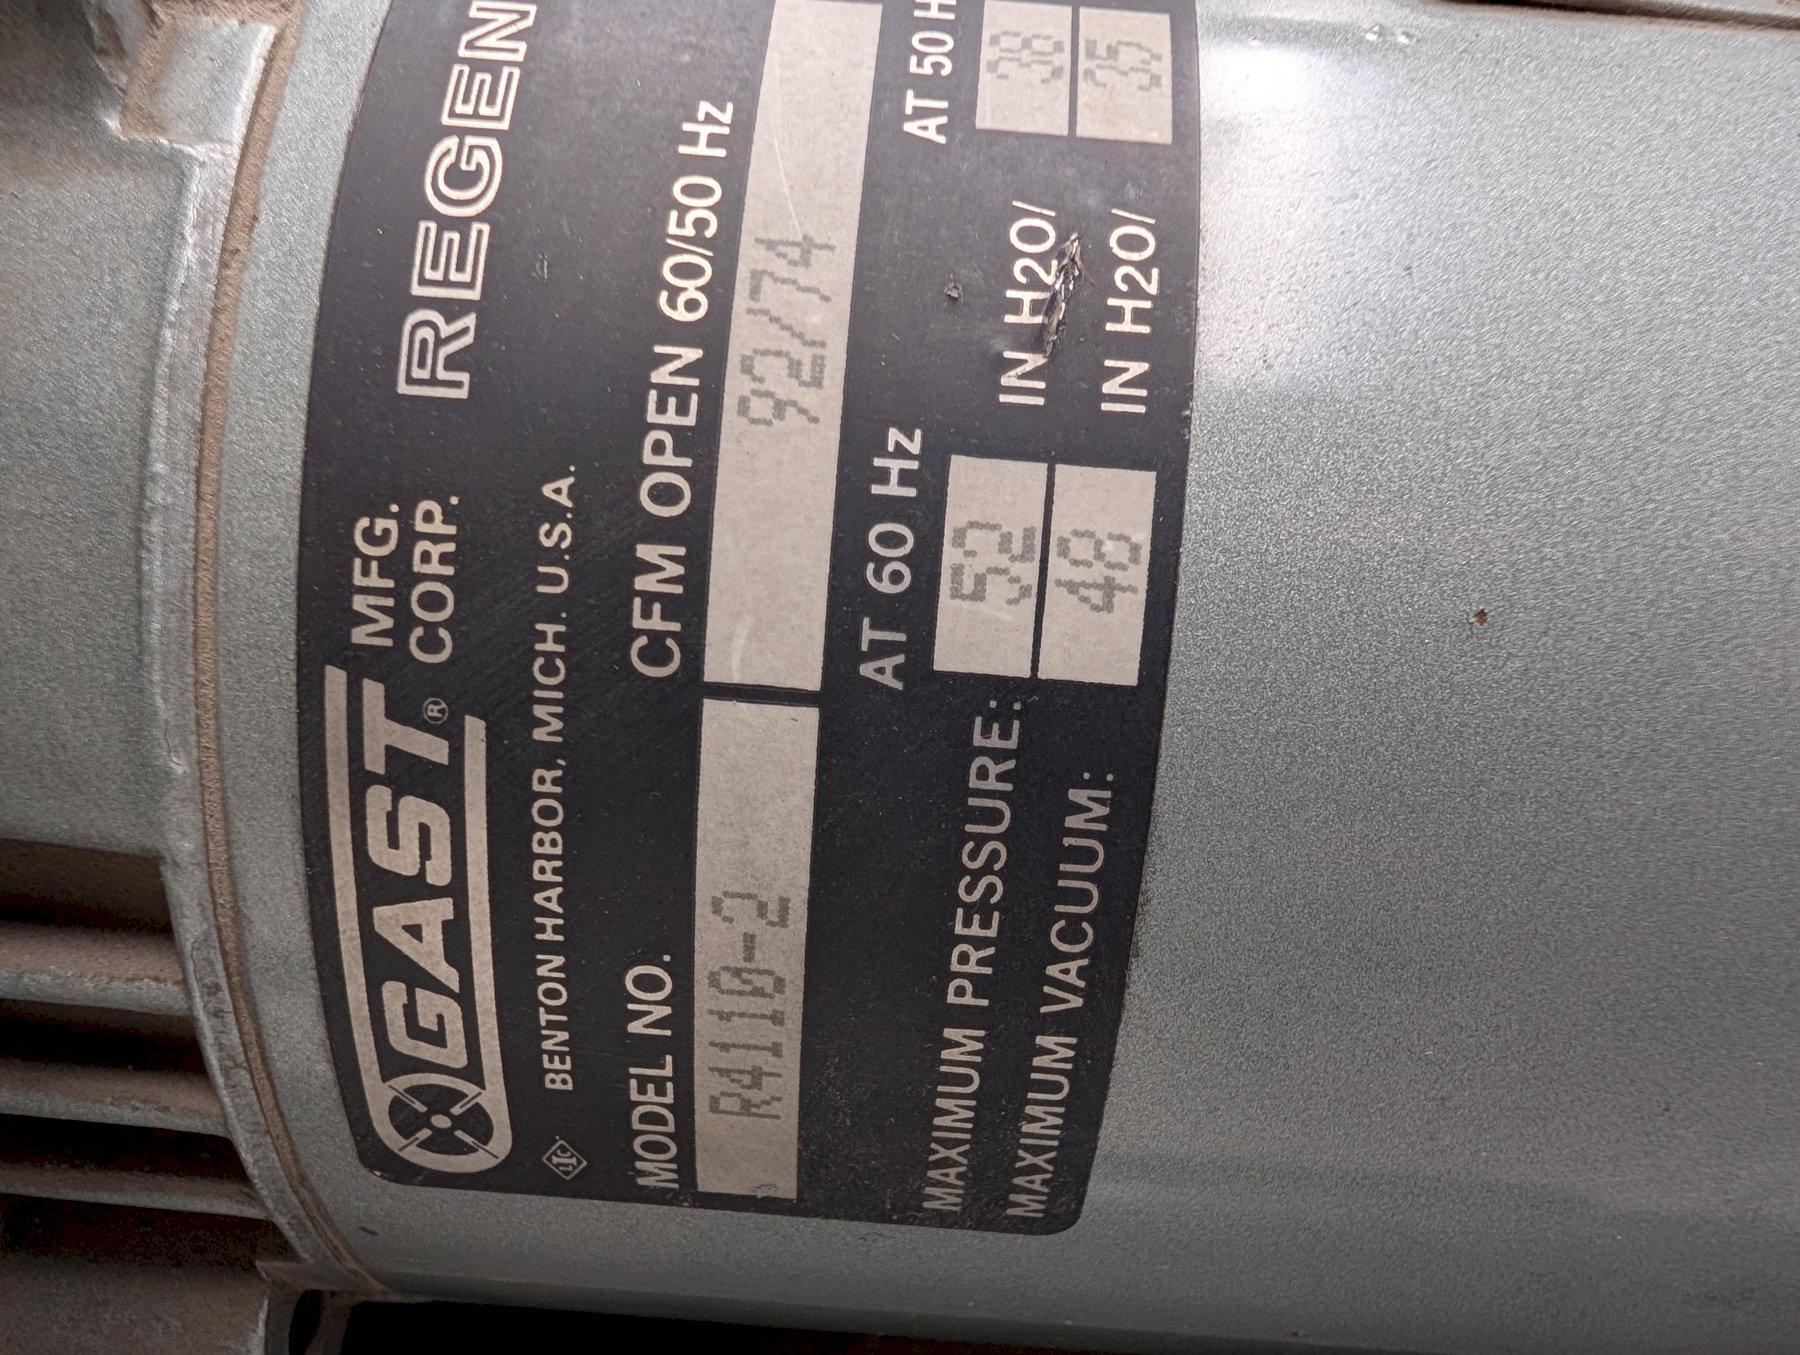 GAST®
MFG.
CORP.
REGEN
BENTON HARBOR, MICH. U.S.A.
MODEL NO.
CFM OPEN 60/50 Hz
R4110-2
92/74
AT 60 Hz
AT 50 H
MAXIMUM PRESSURE: 52 IN H2O/ 38
MAXIMUM VACUUM: 48 IN H2O/ 35